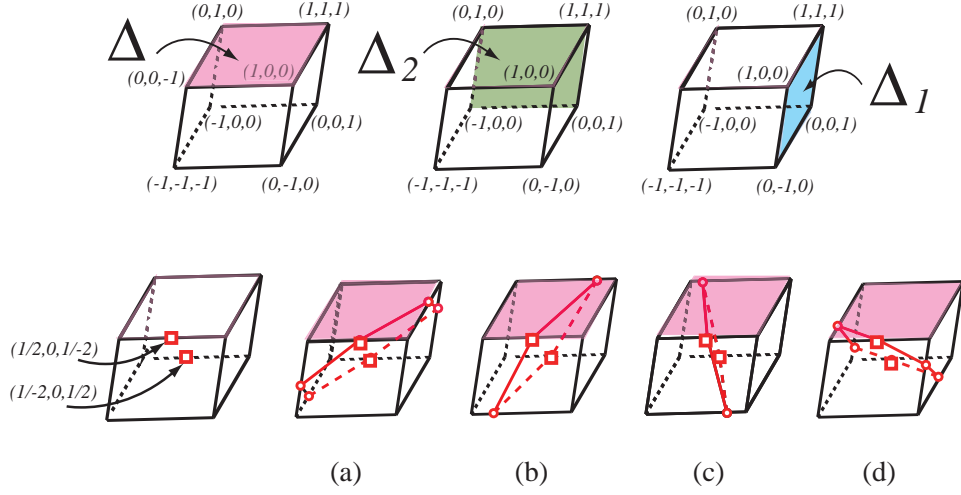 (0,1,0) (1,1,1) (0,1,0) (1,1,1) (0,1,0) (1,1,1)
Δ Δ2
(0,0,-1) (1,0,0) (1,0,0) (1,0,0)
Δ1
(-1,0,0) (0,0,1) (-1,0,0) (0,0,1) (-1,0,0) (0,0,1)
(-1,-1,-1) (0,-1,0) (-1,-1,-1) (0,-1,0) (-1,-1,-1) (0,-1,0)
(1/2,0,1/-2)
(1/-2,0,1/2)
(a) (b) (c) (d)